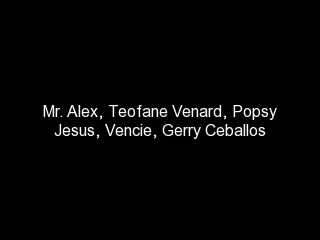 Mr. Alex, Teofane Venard, Popsy
Jesus, Vencie, Gerry Ceballos